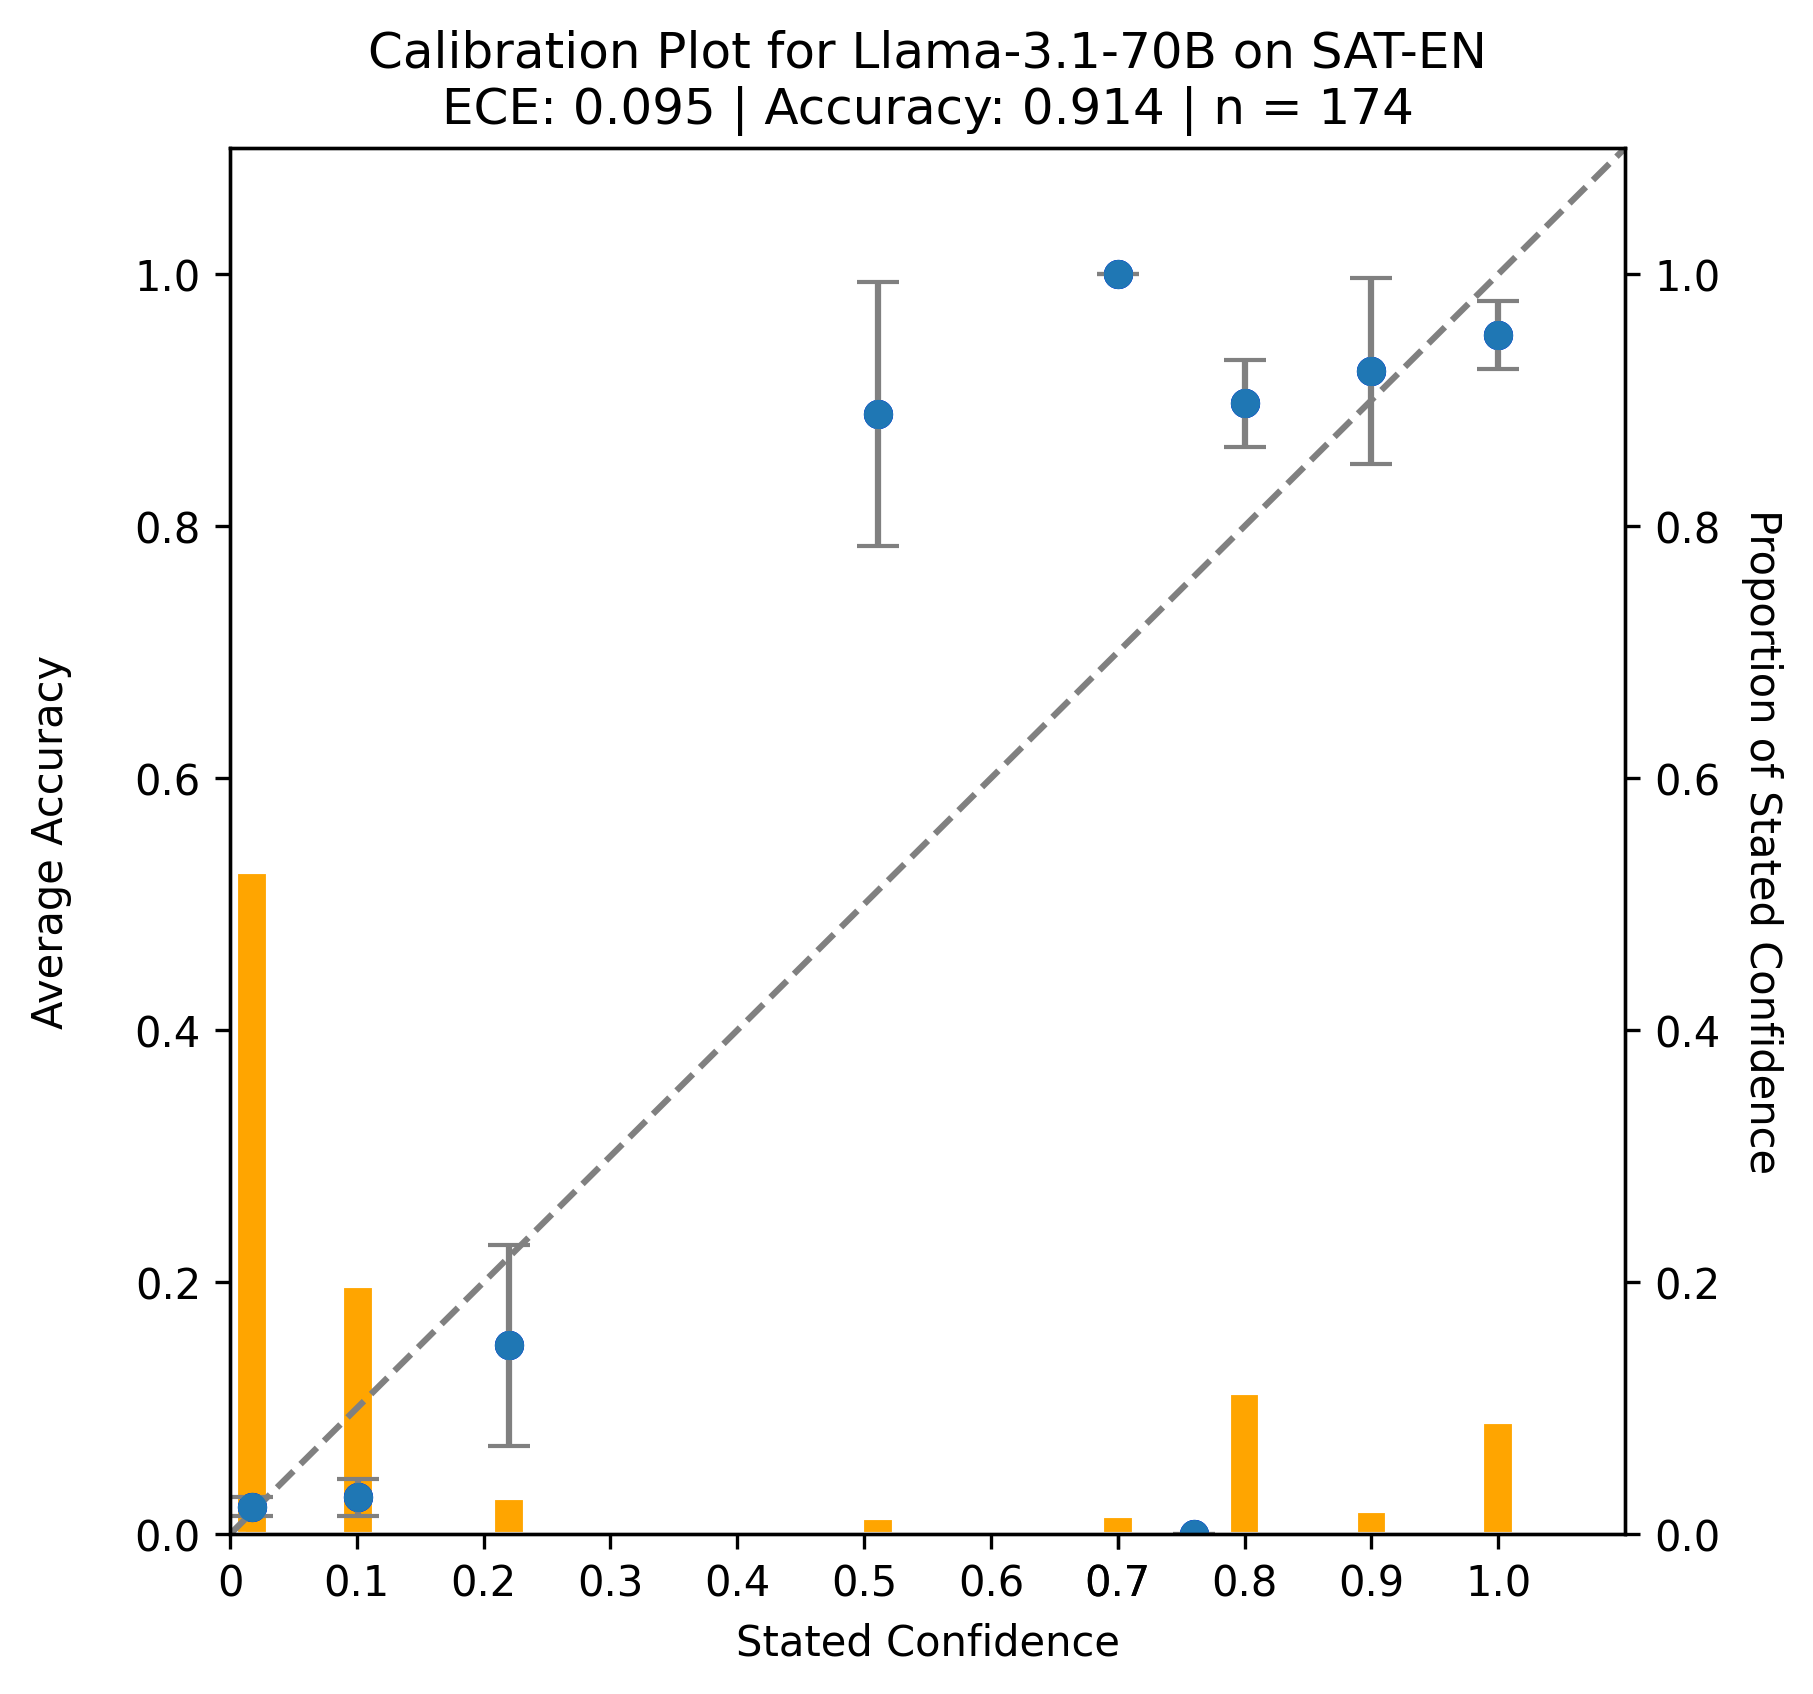 Calibration Plot for Llama-3.1-70B on SAT-EN
ECE: 0.095 | Accuracy: 0.914 | n = 174
Average Accuracy
1.0
0.8
0.6
0.4
0.2
0.0
1.0
0.8
0.6
0.4
0.2
0.0
Proportion of Stated Confidence
0 0.1 0.2 0.3 0.4 0.5 0.6 0.7 0.8 0.9 1.0
Stated Confidence